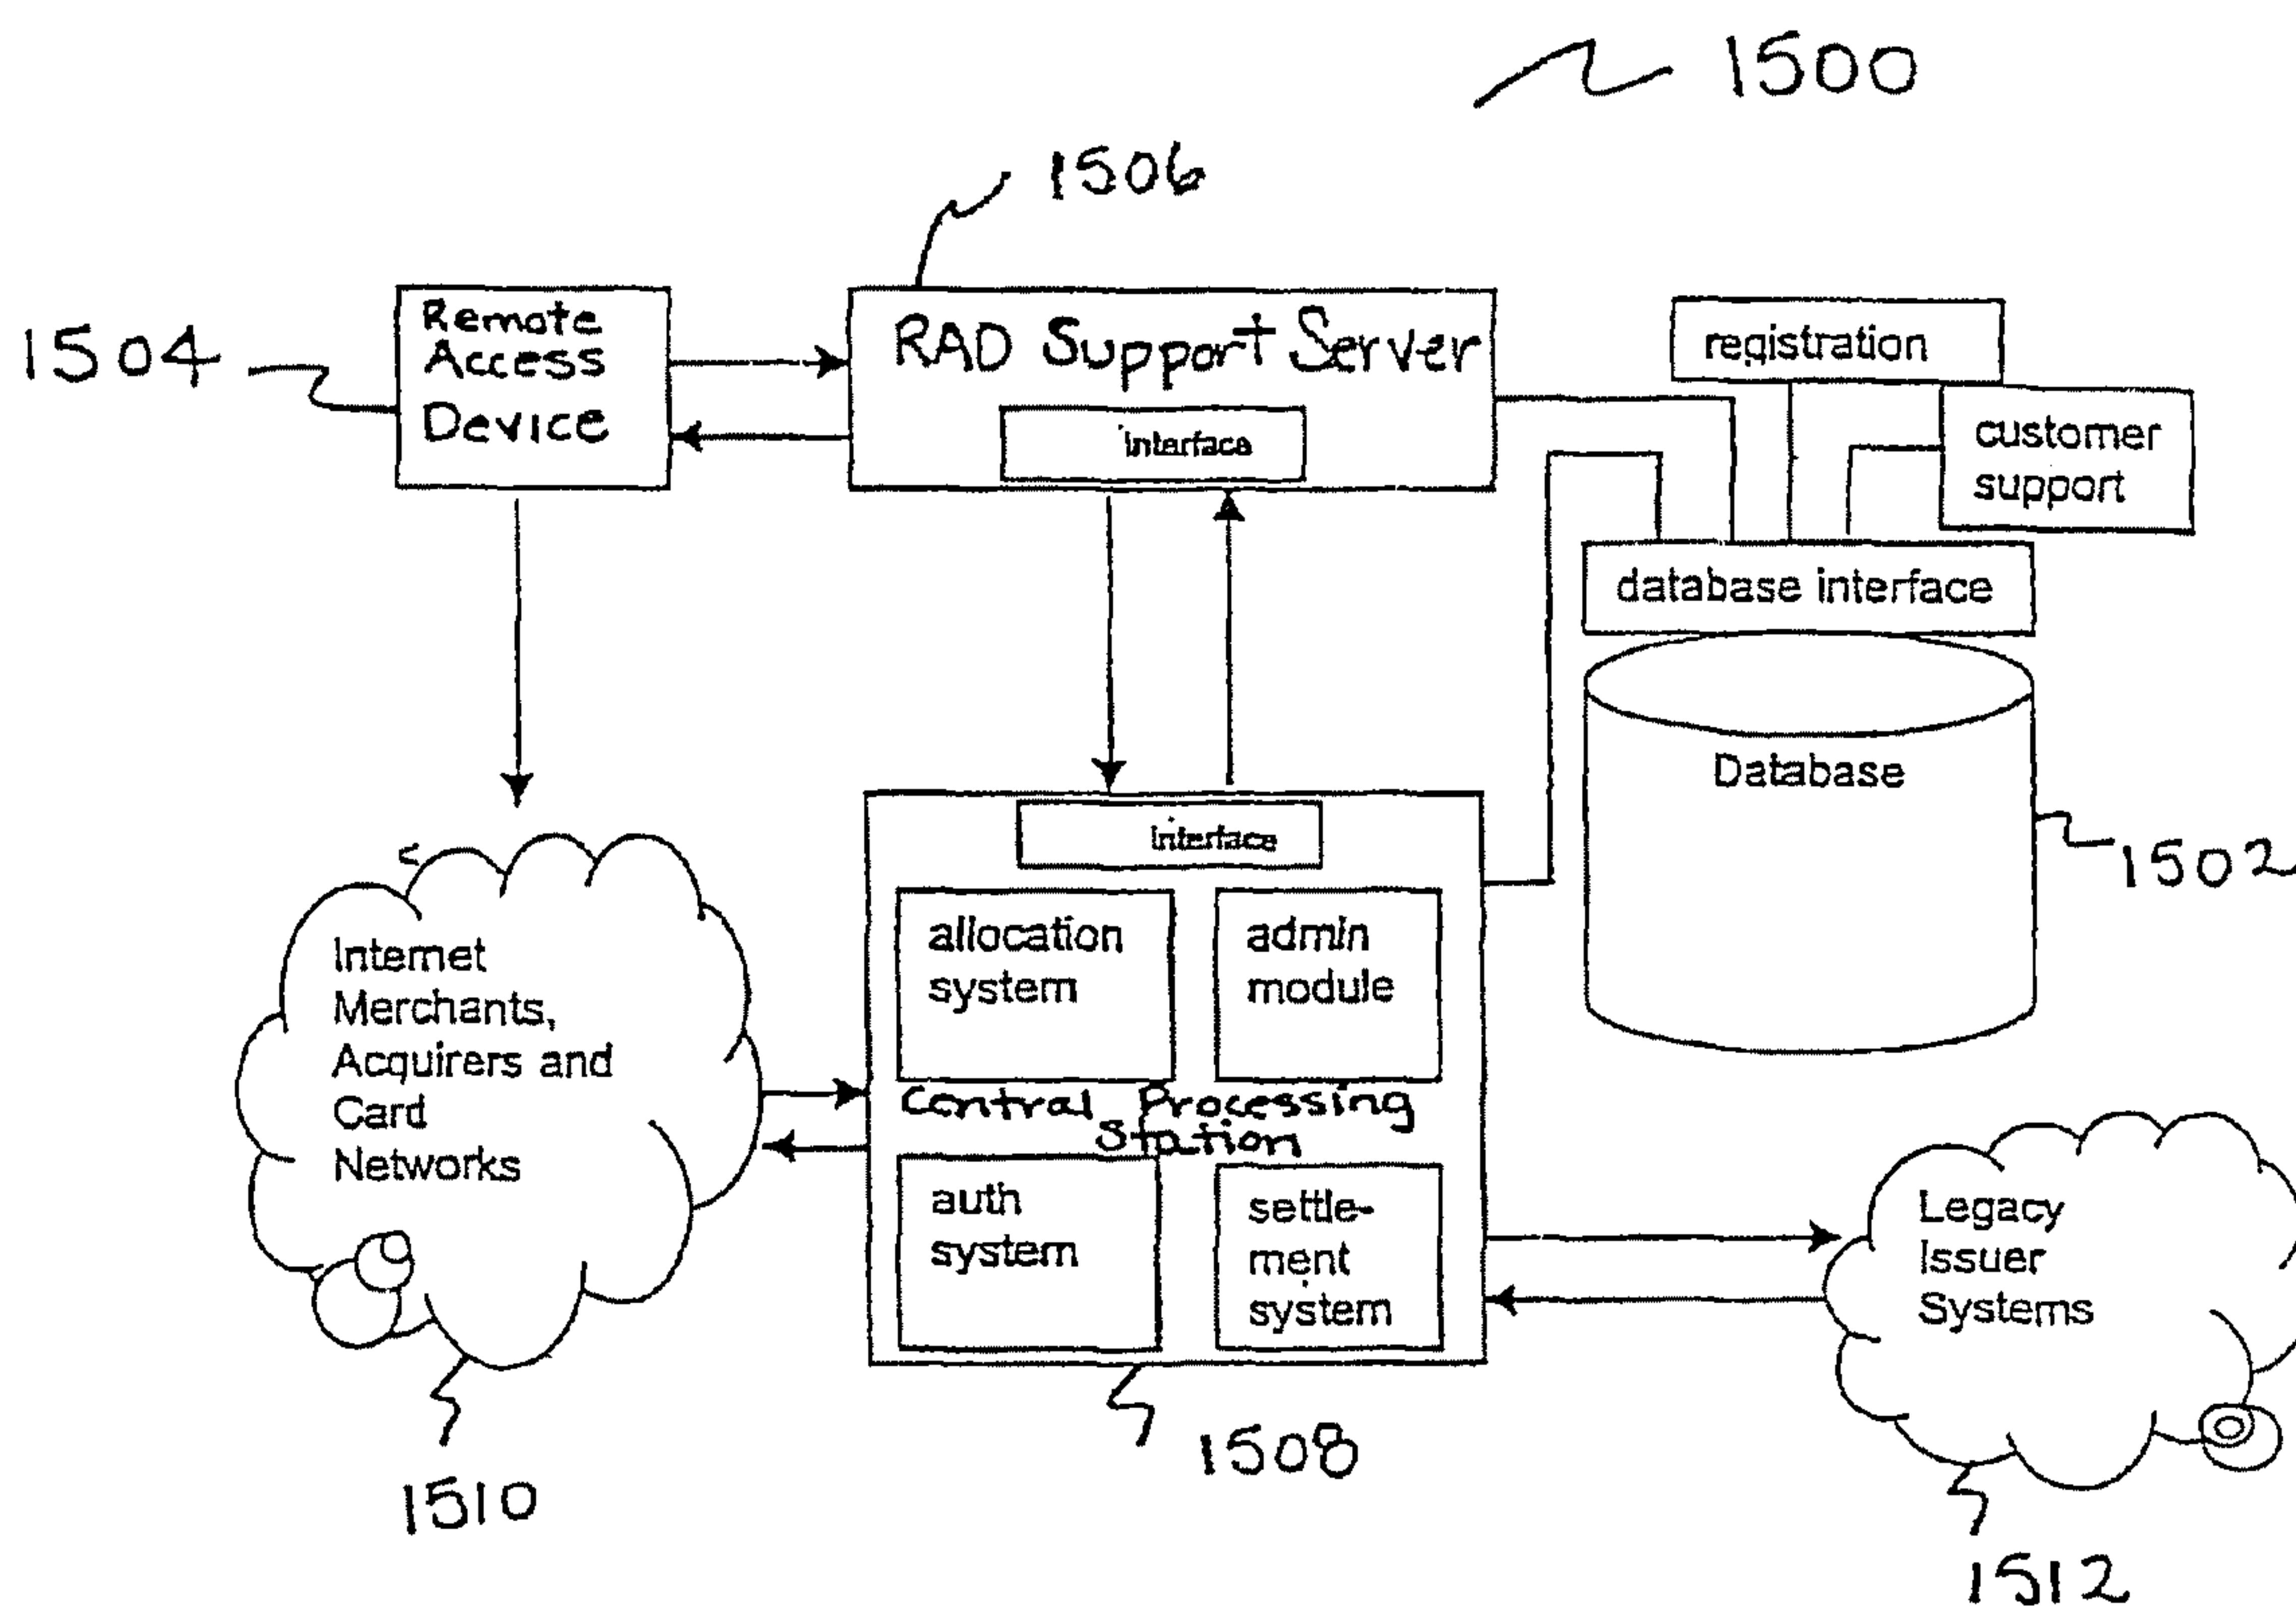 1500
1506
1504
Remote
Access
Device
RAD Support Server
interface
registration
customer
support
database interface
Database
1502
interface
allocation
system
admin
module
Central Processing
Station
auth
system
settle-
ment
system
Internet
Merchants,
Acquirers and
Card
Networks
Legacy
Issuer
Systems
1510
1508
1512